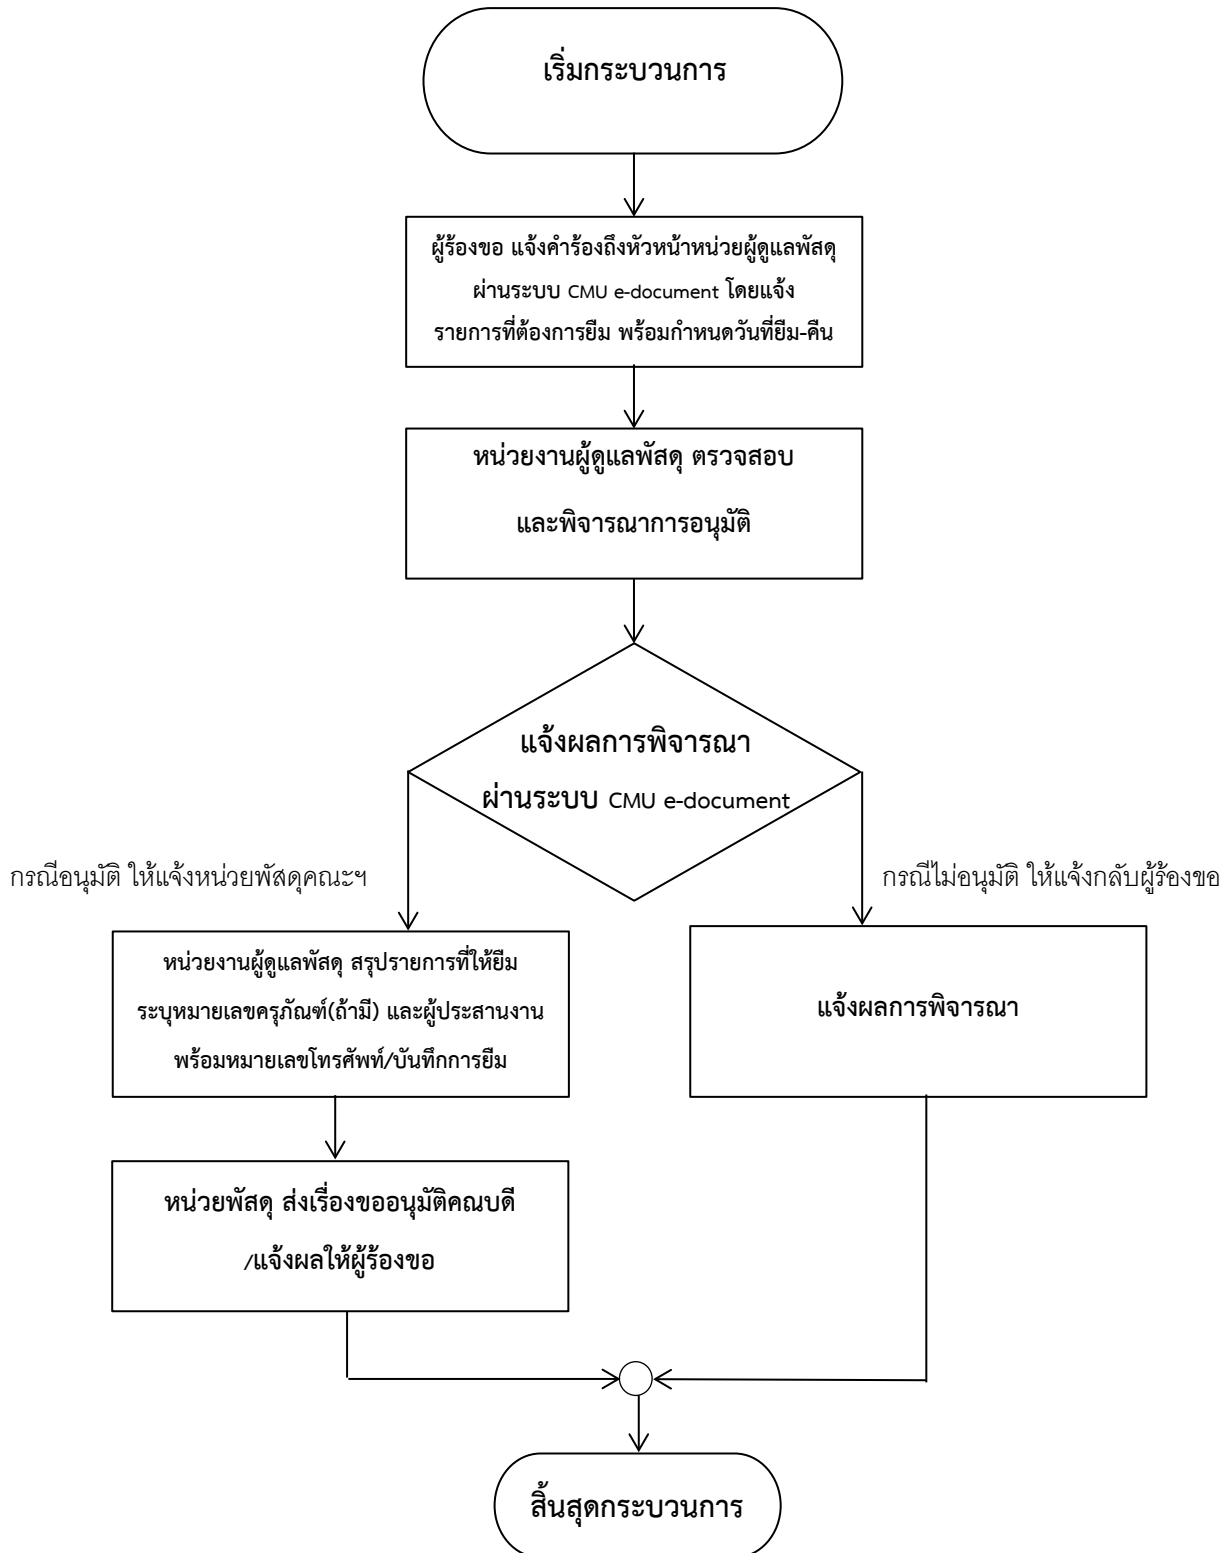 เริ่มกระบวนการ
ผู้ร้องขอ แจ้งคำร้องถึงหัวหน้าหน่วยผู้ดูแลพัสดุ
ผ่านระบบ CMU e-document โดยแจ้ง
รายการที่ต้องการยืม พร้อมกำหนดวันที่ยืม-คืน
หน่วยงานผู้ดูแลพัสดุ ตรวจสอบ
และพิจารณาการอนุมัติ
แจ้งผลการพิจารณา
ผ่านระบบ CMU e-document
กรณีอนุมัติ ให้แจ้งหน่วยพัสดุคณะฯ
กรณีไม่อนุมัติ ให้แจ้งกลับผู้ร้องขอ
หน่วยงานผู้ดูแลพัสดุ สรุปรายการที่ให้ยืม
ระบุหมายเลขครุภัณฑ์(ถ้ามี) และผู้ประสานงาน
พร้อมหมายเลขโทรศัพท์/บันทึกการยืม
แจ้งผลการพิจารณา
หน่วยพัสดุ ส่งเรื่องขออนุมัติคณบดี
/แจ้งผลให้ผู้ร้องขอ
สิ้นสุดกระบวนการ